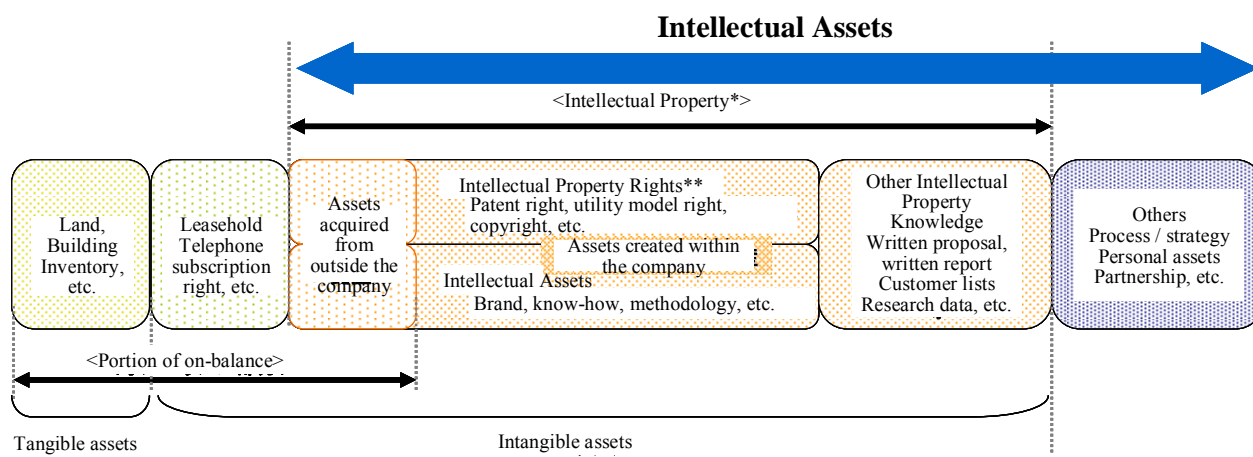 Intellectual Assets
<Intellectual Property*>
Land,
Building
Inventory,
etc.
Leasehold
Telephone
subscription
right, etc.
Assets
acquired
from
outside the
company
Intellectual Property Rights**
Patent right, utility model right,
copyright, etc.
Assets created within
the company
Intellectual Assets
Brand, know-how, methodology, etc.
Other Intellectual
Property
Knowledge
Written proposal,
written report
Customer lists
Research data, etc.
Others
Process / strategy
Personal assets
Partnership, etc.
<Portion of on-balance>
Tangible assets
Intangible assets